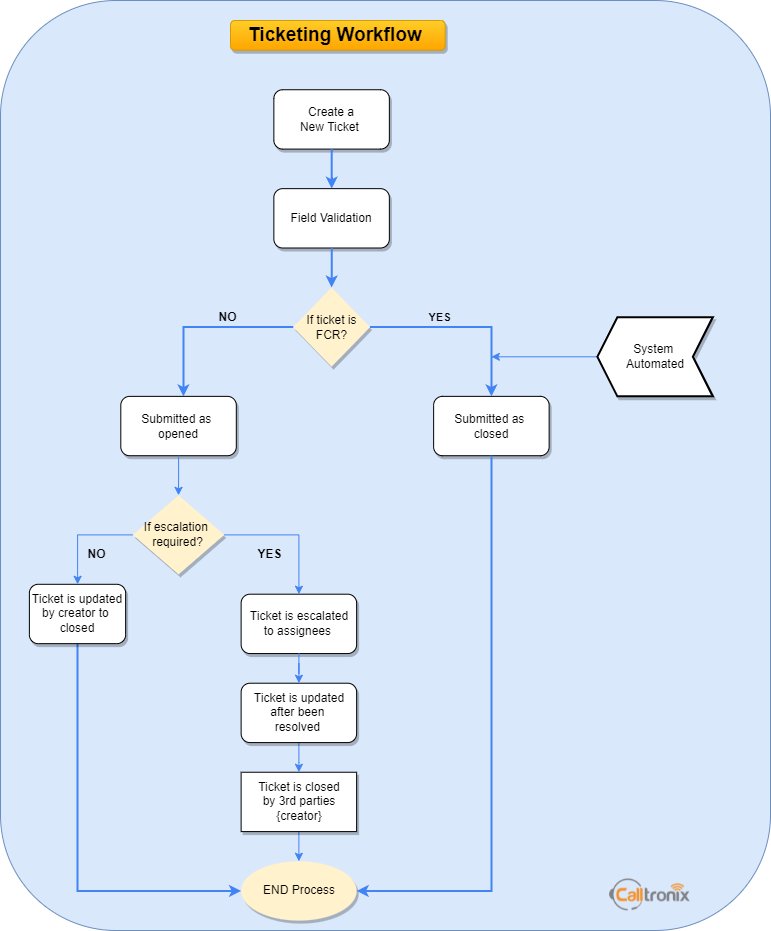 Ticketing Workflow
Create a
New Ticket
Field Validation
If ticket is
FCR?
NO
YES
System
Automated
Submitted as
opened
Submitted as
closed
If escalation
required?
NO
YES
Ticket is updated
by creator to
closed
Ticket is escalated
to assignees
Ticket is updated
after been
resolved
Ticket is closed
by 3rd parties
{creator}
END Process
Calltronix